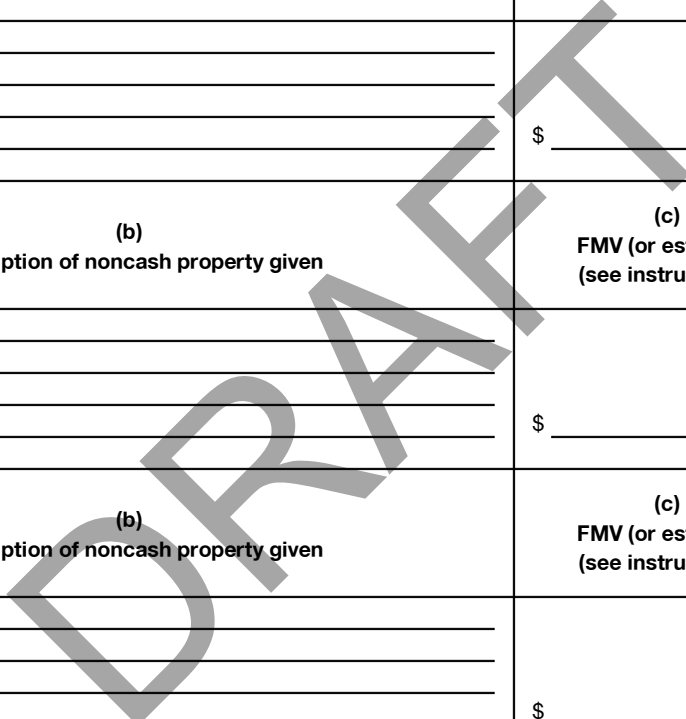 $
(b)
(c)
ption of noncash property given
FMV (or es
(see instru
$
(b)
(c)
ption of noncash property given
FMV (or es
(see instru
$
DRAFT